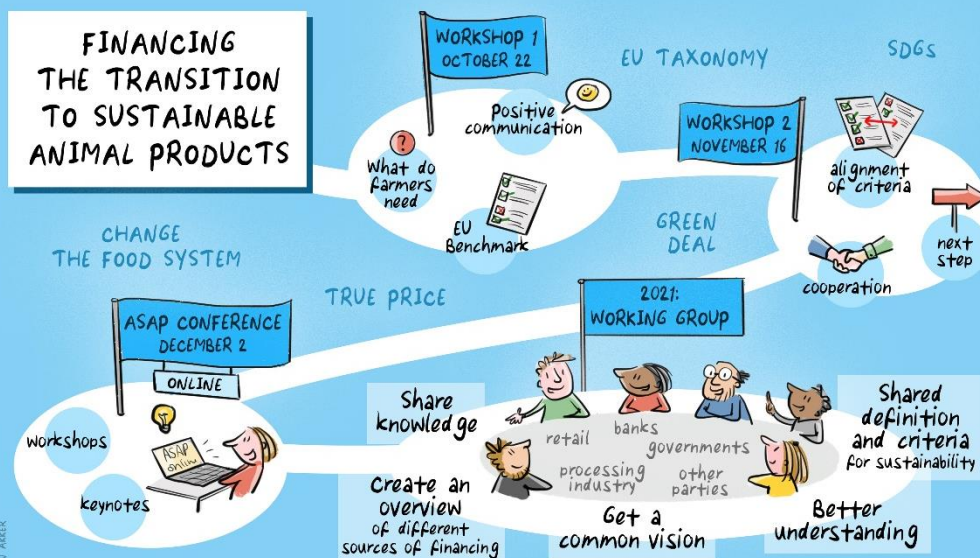 FINANCING
THE TRANSITION
TO SUSTAINABLE
ANIMAL PRODUCTS
WORKSHOP 1
OCTOBER 22
Positive
communication
?
What do
farmers
need
EU
Benchmark
EU TAXONOMY
SDGs
WORKSHOP 2
NOVEMBER 16
alignment
of criteria
next
step
cooperation
GREEN
DEAL
CHANGE
THE FOOD SYSTEM
TRUE PRICE
ASAP CONFERENCE
DECEMBER 2
ONLINE
workshops
ASAP
online
keynotes
2021:
WORKING GROUP
Share
knowledge
retail
banks
governments
processing
industry
other
parties
Shared
definition
and criteria
for sustainability
Create an
overview
of different
sources of financing
Get a
common vision
Better
understanding